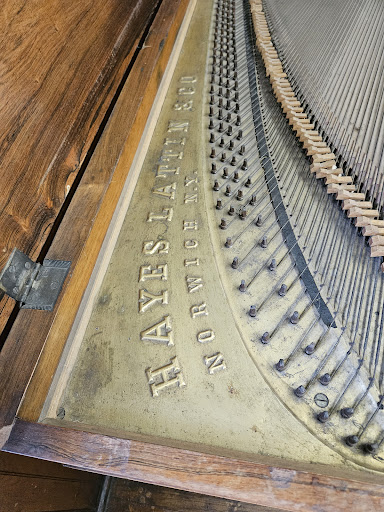 HAYES LATTIN & CO.
NORWICH N.Y.